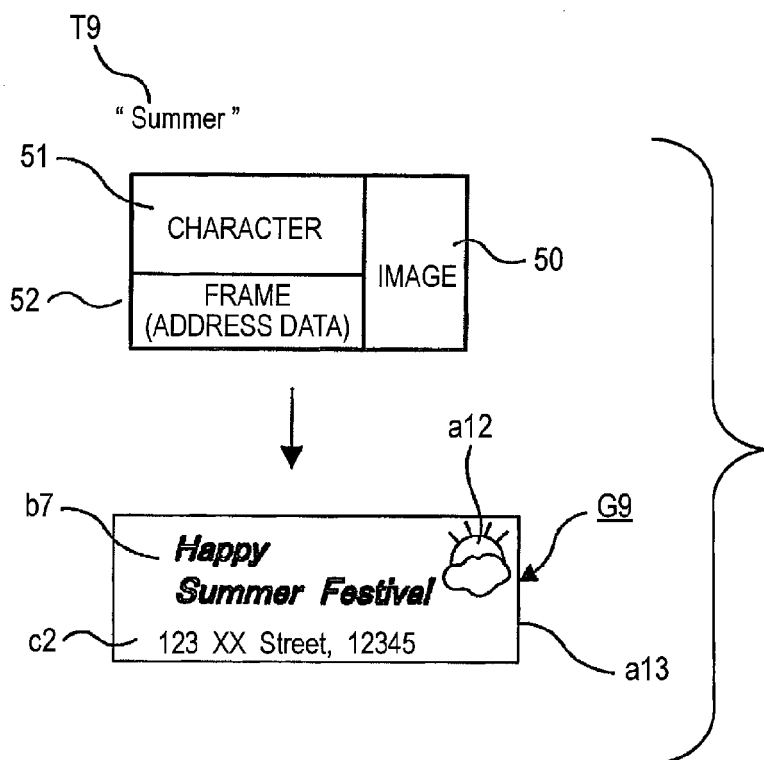 T9
“ Summer ”
51
CHARACTER
IMAGE
50
52
FRAME
(ADDRESS DATA)
a12
G9
b7
Happy
Summer Festival
c2
123 XX Street, 12345
a13